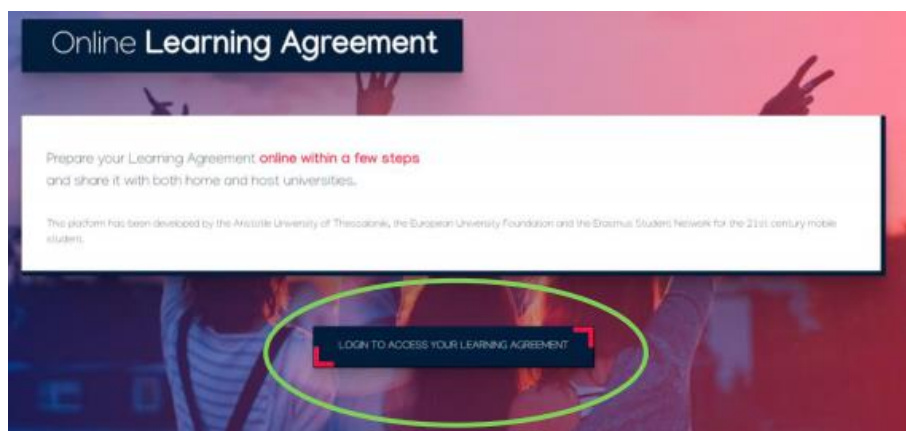 Online Learning Agreement
Prepare your Learning Agreement online within a few steps
and share it with both home and host universities.
This platform has been developed by the Aristotle University of Thessaloniki, the European University Foundation and the Erasmus Student Network for the 21st century mobile
student.
LOGIN TO ACCESS YOUR LEARNING AGREEMENT